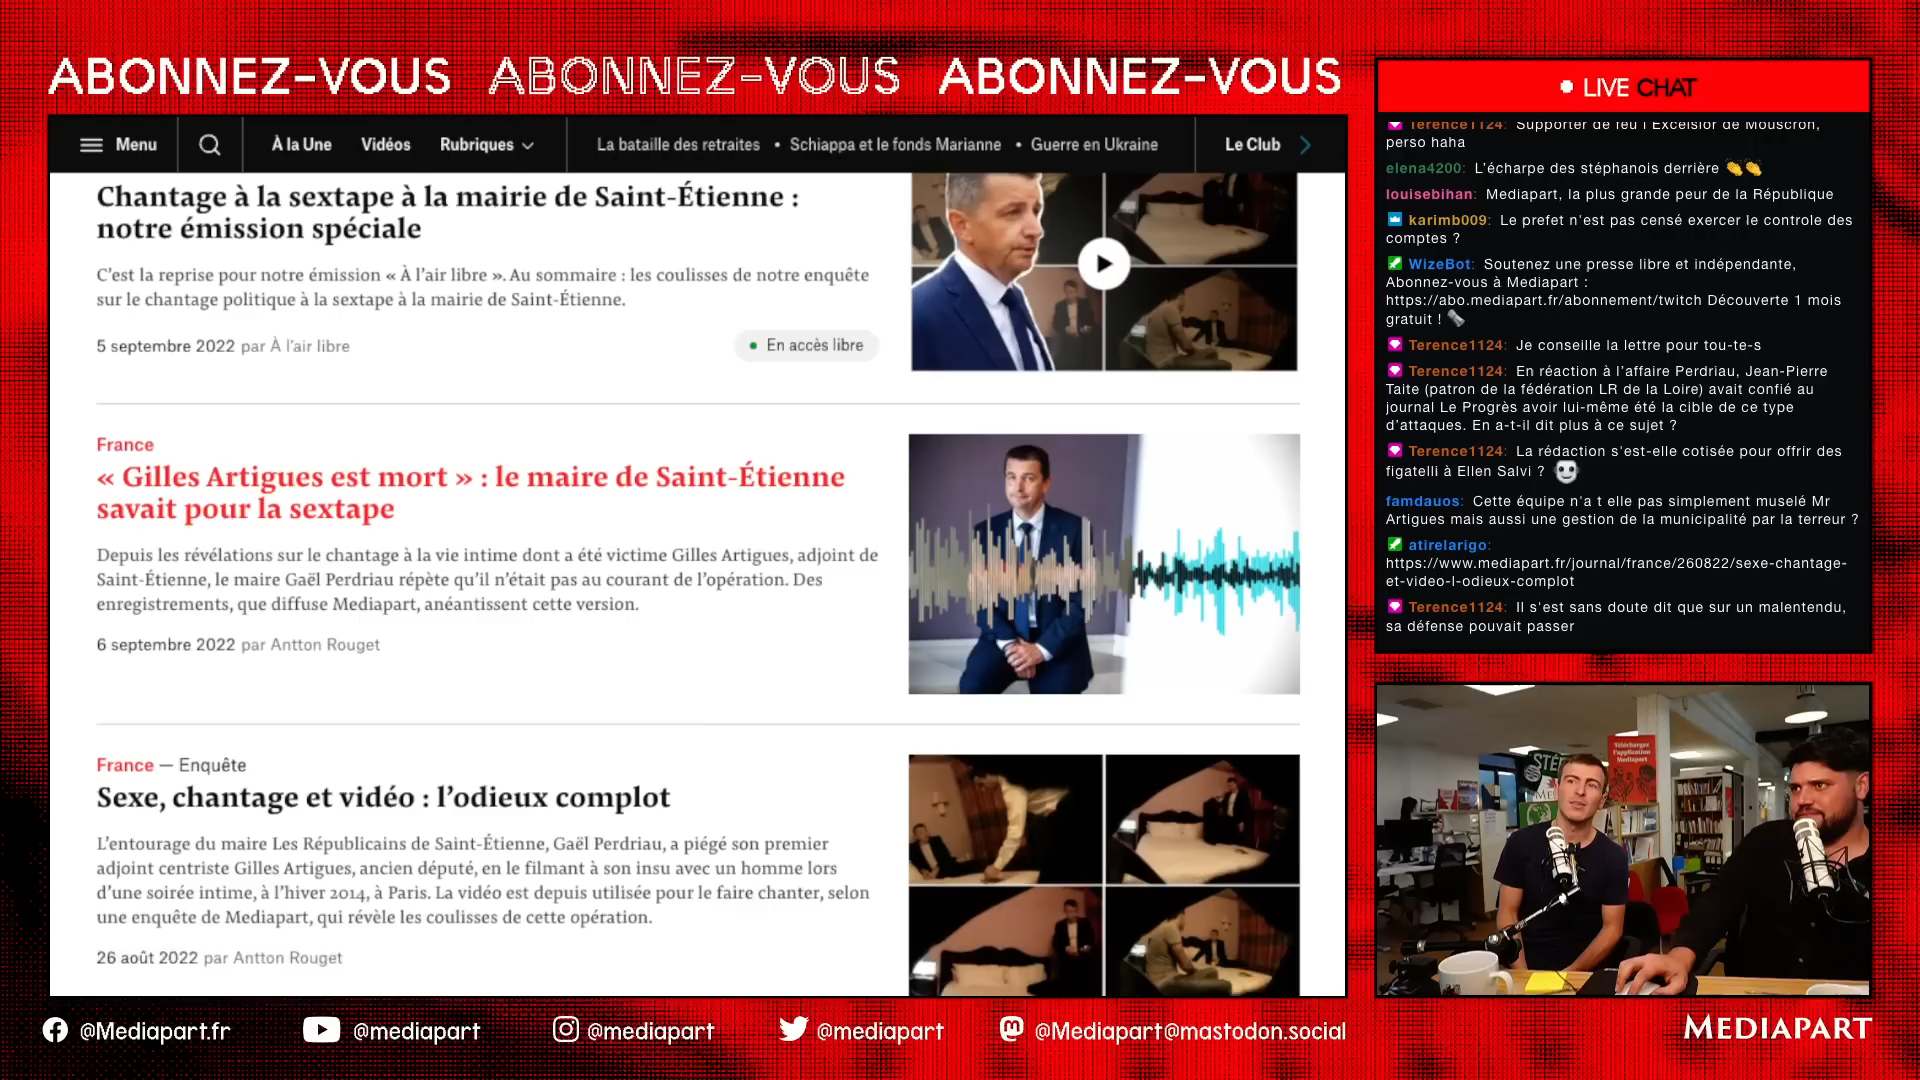 ABONNEZ-VOUS ABONNEZ-VOUS ABONNEZ-VOUS
Menu À la Une Vidéos Rubriques La bataille des retraites • Schiappa et le fonds Marianne • Guerre en Ukraine Le Club
Chantage à la sextape à la mairie de Saint-Étienne :
notre émission spéciale
C'est la reprise pour notre émission « À l'air libre ». Au sommaire : les coulisses de notre enquête
sur le chantage politique à la sextape à la mairie de Saint-Étienne.
5 septembre 2022 par À l'air libre
• En accès libre
France
« Gilles Artigues est mort » : le maire de Saint-Étienne
savait pour la sextape
Depuis les révélations sur le chantage à la vie intime dont a été victime Gilles Artigues, adjoint de
Saint-Étienne, le maire Gaël Perdriau répète qu'il n'était pas au courant de l'opération. Des
enregistrements, que diffuse Mediapart, anéantissent cette version.
6 septembre 2022 par Antton Rouget
France — Enquête
Sexe, chantage et vidéo : l'odieux complot
L'entourage du maire Les Républicains de Saint-Étienne, Gaël Perdriau, a piégé son premier
adjoint centriste Gilles Artigues, ancien député, en le filmant à son insu avec un homme lors
d'une soirée intime, à l'hiver 2014, à Paris. La vidéo est depuis utilisée pour le faire chanter, selon
une enquête de Mediapart, qui révèle les coulisses de cette opération.
26 août 2022 par Antton Rouget
LIVE CHAT
Terence1124: Supporter de feu l'Excelsior de Mouscron,
perso haha
elena4200: L'écharpe des stéphanois derrière 👏👏
louisebihan: Mediapart, la plus grande peur de la République
karimb009: Le prefet n'est pas censé exercer le controle des
comptes ?
WizeBot: Soutenez une presse libre et indépendante,
Abonnez-vous à Mediapart :
https://abo.mediapart.fr/abonnement/twitch Découverte 1 mois
gratuit ! 🗞️
Terence1124: Je conseille la lettre pour tou-te-s
Terence1124: En réaction à l'affaire Perdriau, Jean-Pierre
Taite (patron de la fédération LR de la Loire) avait confié au
journal Le Progrès avoir lui-même été la cible de ce type
d'attaques. En a-t-il dit plus à ce sujet ?
Terence1124: La rédaction s'est-elle cotisée pour offrir des
figatelli à Ellen Salvi ?
famdauos: Cette équipe n'a t elle pas simplement muselé Mr
Artigues mais aussi une gestion de la municipalité par la terreur ?
atirelarigo:
https://www.mediapart.fr/journal/france/260822/sexe-chantage-
et-video-l-odieux-complot
Terence1124: Il s'est sans doute dit que sur un malentendu,
sa défense pouvait passer
Téléchargez
l'application
Mediapart
@Mediapart.fr @mediapart @mediapart @mediapart @Mediapart@mastodon.social
MEDIAPART